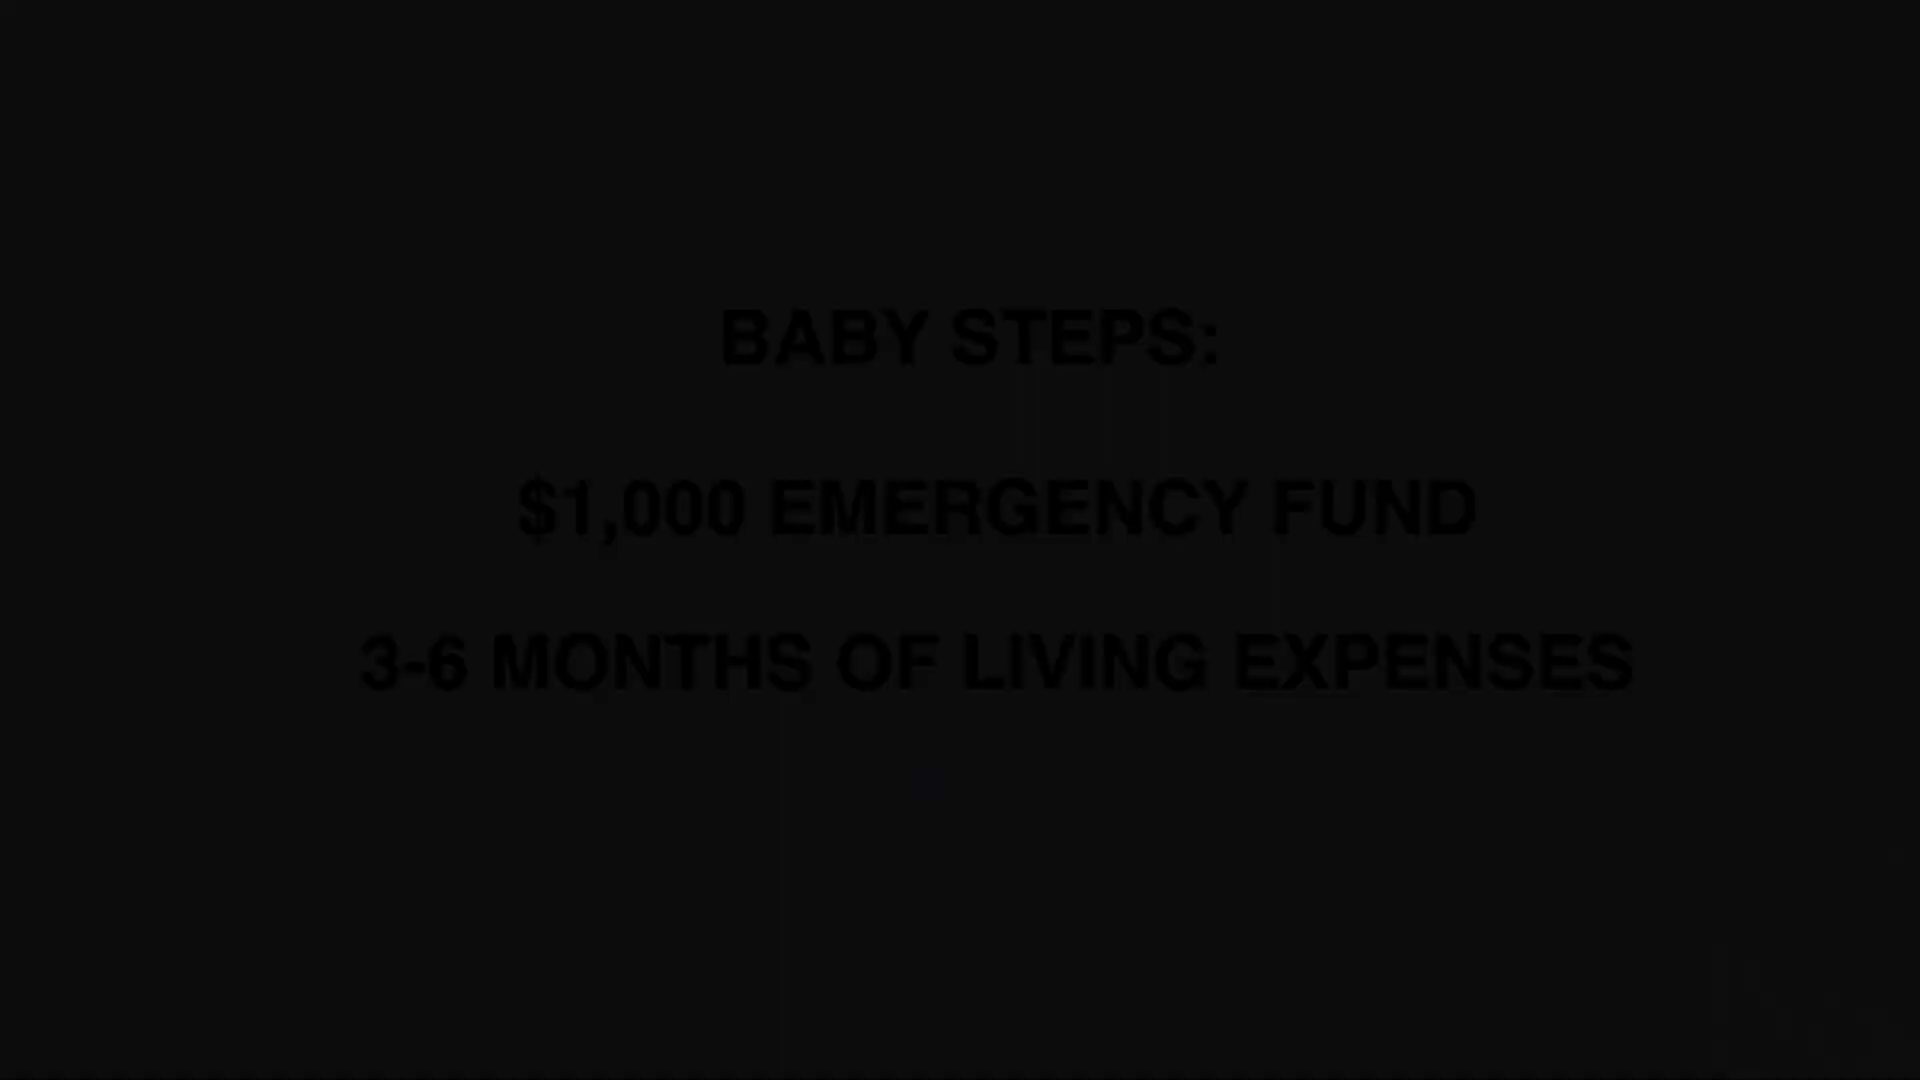 BABY STEPS:
$1,000 EMERGENCY FUND
3-6 MONTHS OF LIVING EXPENSES